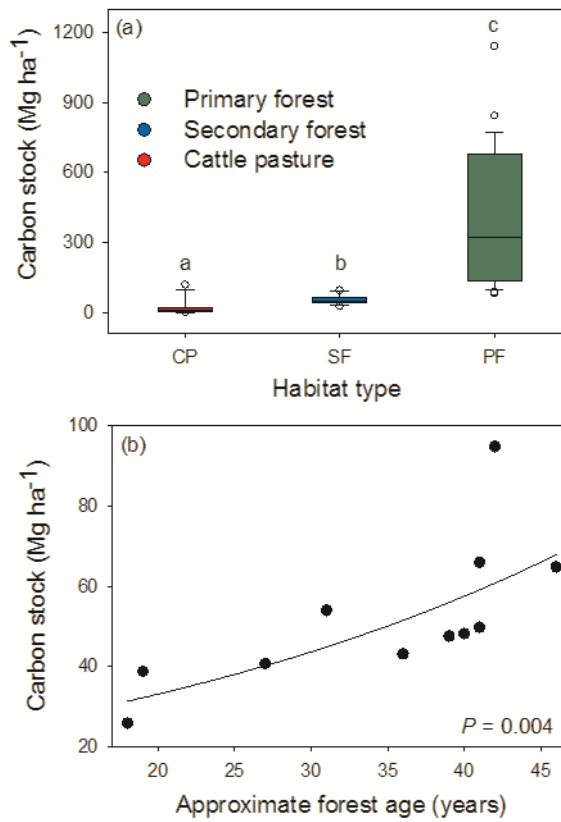 (a)
c
1200
900
600
300
0
Carbon stock (Mg ha⁻¹)
Primary forest
Secondary forest
Cattle pasture
a
b
CP SF PF
Habitat type
(b)
100
80
60
40
20
Carbon stock (Mg ha⁻¹)
P = 0.004
20 25 30 35 40 45
Approximate forest age (years)